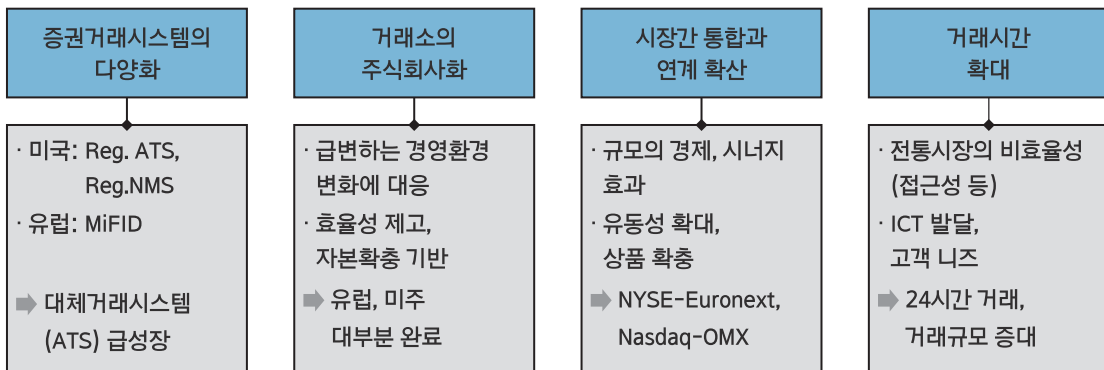 증권거래시스템의
다양화
· 미국: Reg. ATS,
Reg.NMS
· 유럽: MiFID
대체거래시스템
(ATS) 급성장
거래소의
주식회사화
· 급변하는 경영환경
변화에 대응
· 효율성 제고,
자본확충 기반
유럽, 미주
대부분 완료
시장간 통합과
연계 확산
· 규모의 경제, 시너지
효과
· 유동성 확대,
상품 확충
NYSE-Euronext,
Nasdaq-OMX
거래시간
확대
· 전통시장의 비효율성
(접근성 등)
· ICT 발달,
고객 니즈
24시간 거래,
거래규모 증대